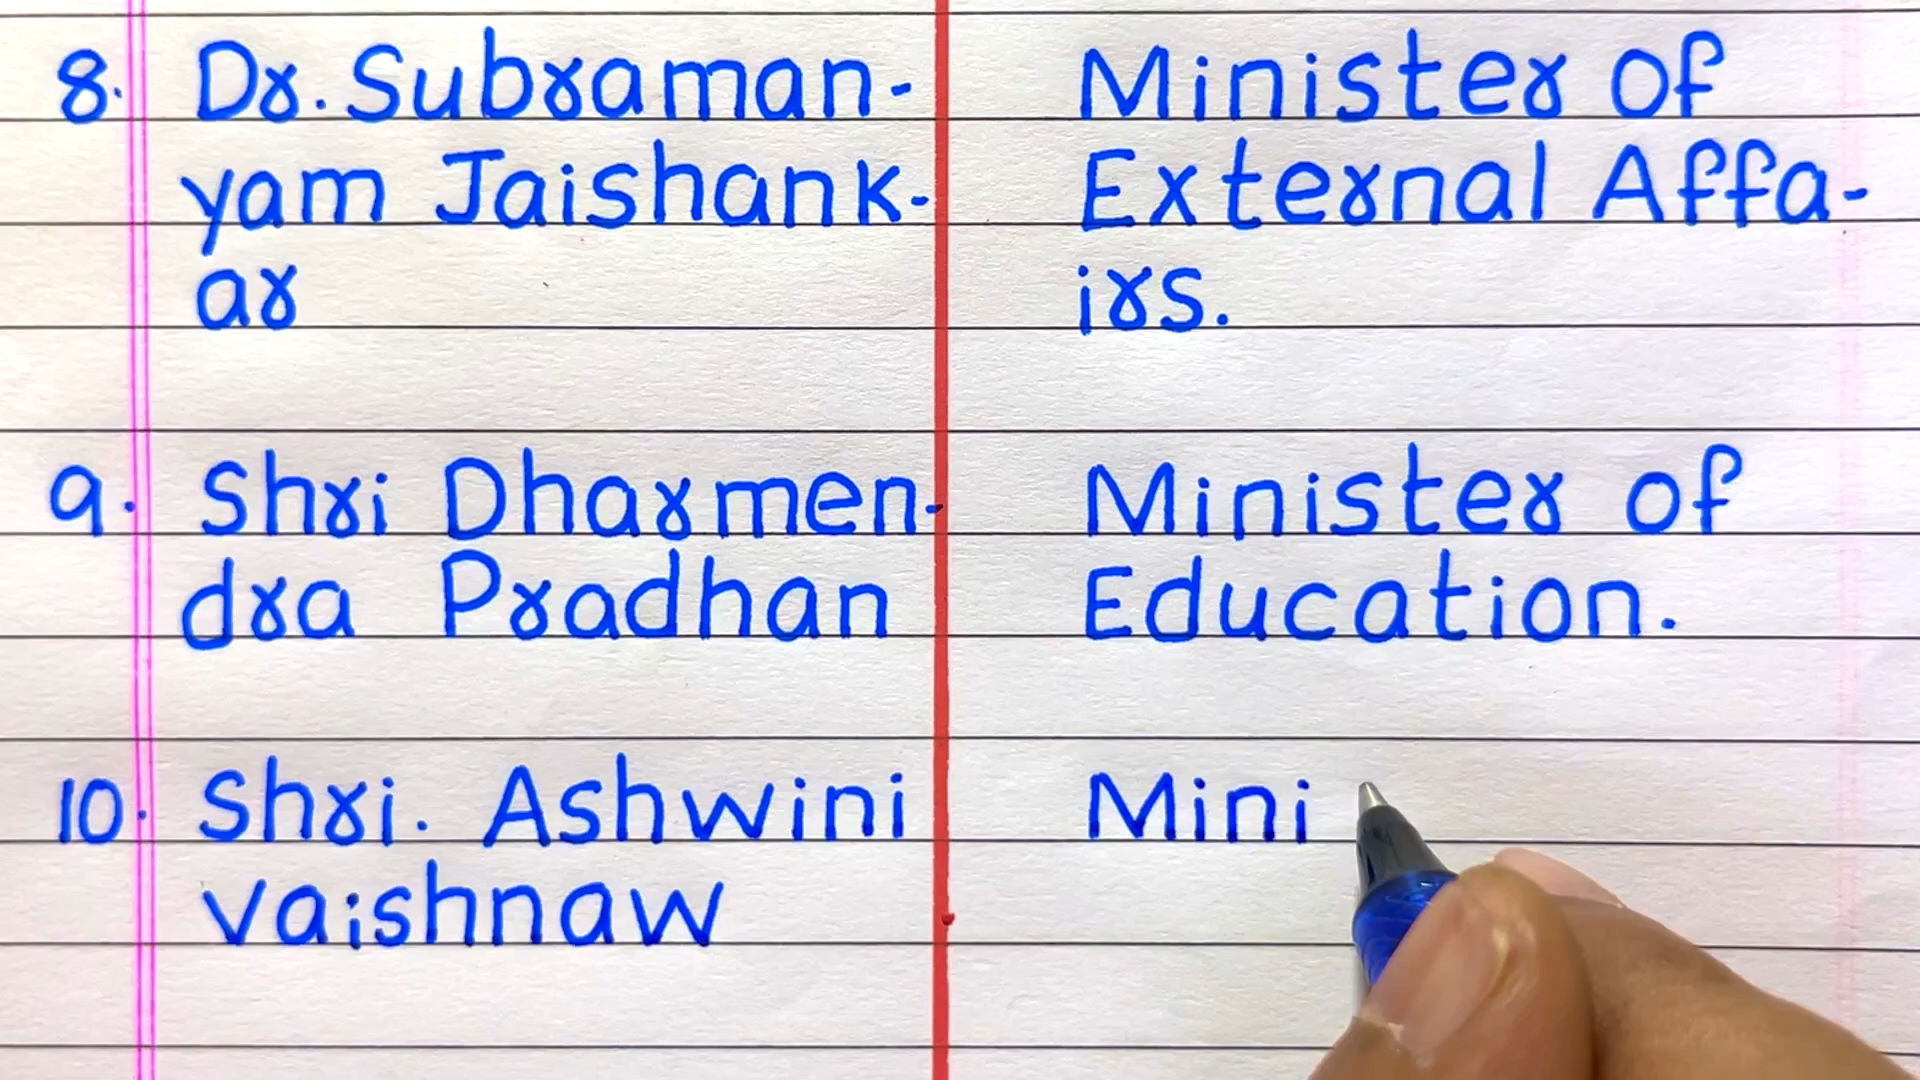 8. Dr. Subraman- Minister of
yam Jaishank- External Affa-
ar irs.
9. Shri Dharmen- Minister of
dra Pradhan Education.
10. Shri. Ashwini Mini
Vaishnaw